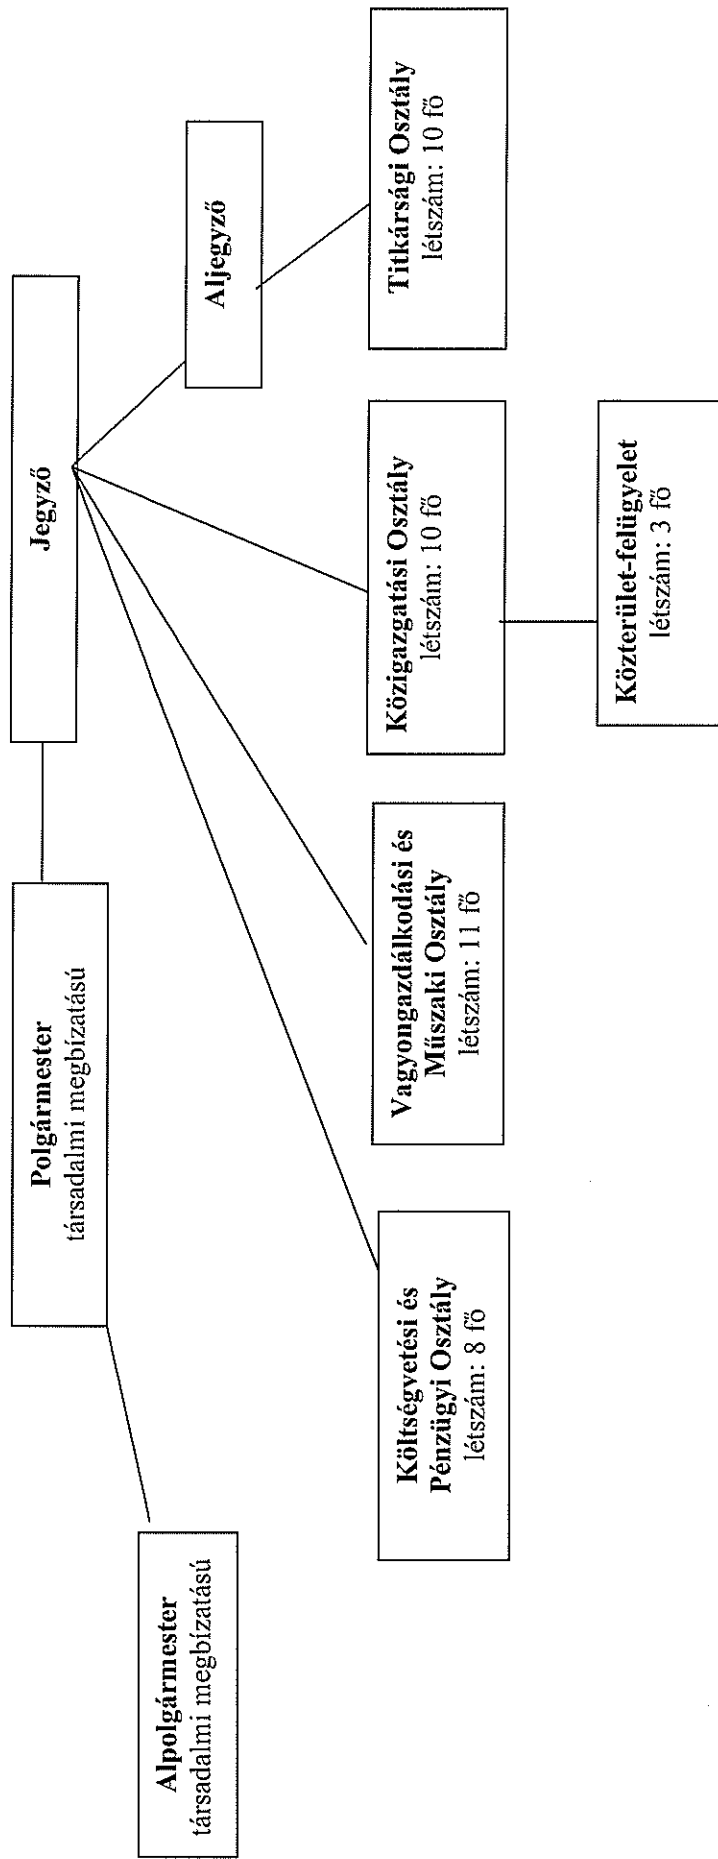 Polgármester
társadalmi megbízatású
Jegyző
Alpolgármester
társadalmi megbízatású
Aljegyző
Költségvetési és
Pénzügyi Osztály
létszám: 8 fő
Vagyongazdálkodási és
Műszaki Osztály
létszám: 11 fő
Közigazgatási Osztály
létszám: 10 fő
Titkársági Osztály
létszám: 10 fő
Közterület-felügyelet
létszám: 3 fő